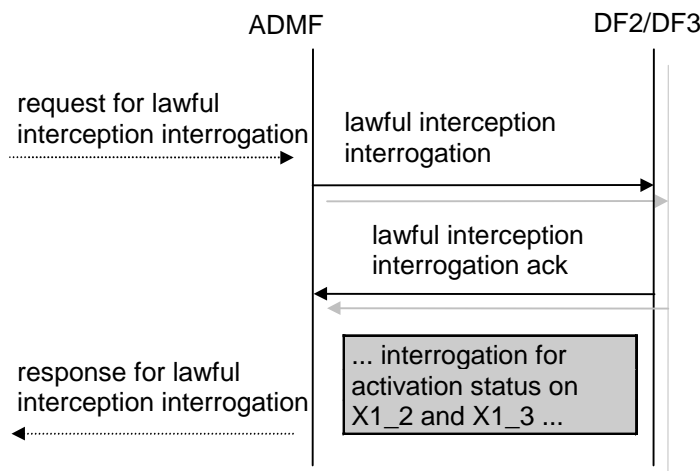 ADMF
DF2/DF3
request for lawful
interception interrogation
lawful interception
interrogation
lawful interception
interrogation ack
... interrogation for
activation status on
X1_2 and X1_3 ...
response for lawful
interception interrogation